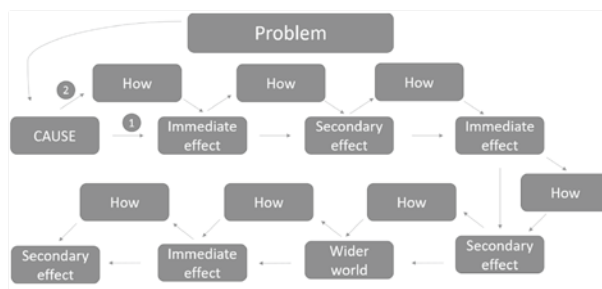 Problem
How
How
How
2
1
CAUSE
Immediate
effect
Secondary
effect
Immediate
effect
How
How
How
How
Secondary
effect
Immediate
effect
Wider
world
Secondary
effect